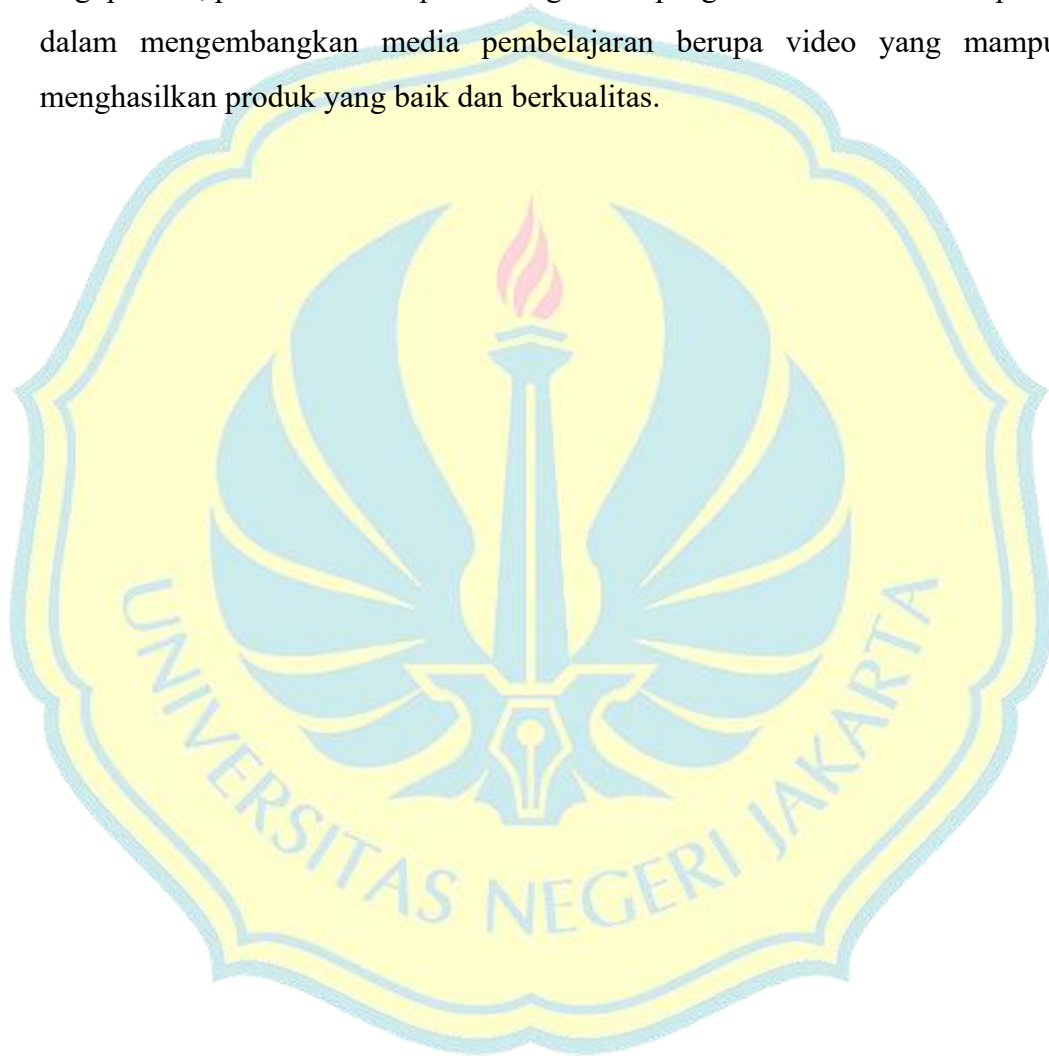 dalam mengembangkan media pembelajaran berupa video yang mampu
menghasilkan produk yang baik dan berkualitas.
UNIVERSITAS NEGERI JAKARTA